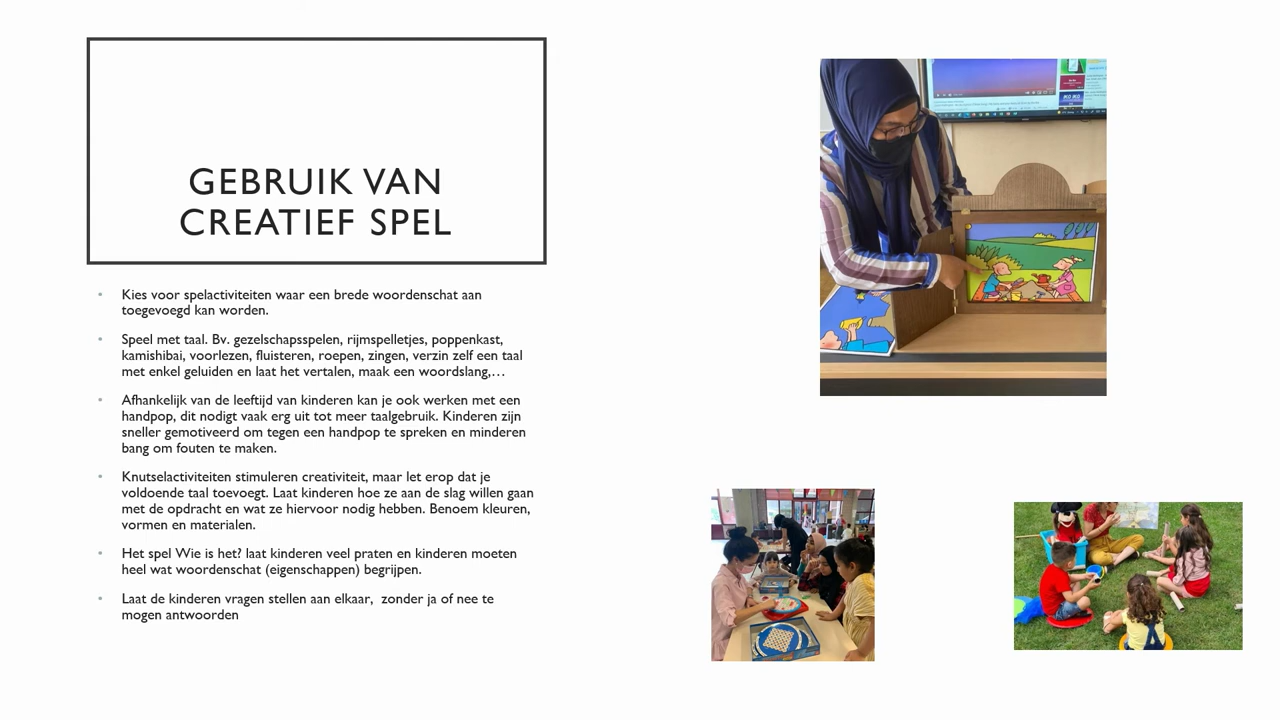 GEBRUIK VAN
CREATIEF SPEL
• Kies voor spelactiviteiten waar een brede woordenschat aan
toegevoegd kan worden.
• Speel met taal. Bv. gezelschapsspelen, rijmspelletjes, poppenkast,
kamishibai, voorlezen, fluisteren, roepen, zingen, verzin zelf een taal
met enkel geluiden en laat het vertalen, maak een woordslang,…
• Afhankelijk van de leeftijd van kinderen kan je ook werken met een
handpop, dit nodigt vaak erg uit tot meer taalgebruik. Kinderen zijn
sneller gemotiveerd om tegen een handpop te spreken en minderen
bang om fouten te maken.
• Knutselactiviteiten stimuleren creativiteit, maar let erop dat je
voldoende taal toevoegt. Laat kinderen hoe ze aan de slag willen gaan
met de opdracht en wat ze hiervoor nodig hebben. Benoem kleuren,
vormen en materialen.
• Het spel Wie is het? laat kinderen veel praten en kinderen moeten
heel wat woordenschat (eigenschappen) begrijpen.
• Laat de kinderen vragen stellen aan elkaar,  zonder ja of nee te
mogen antwoorden